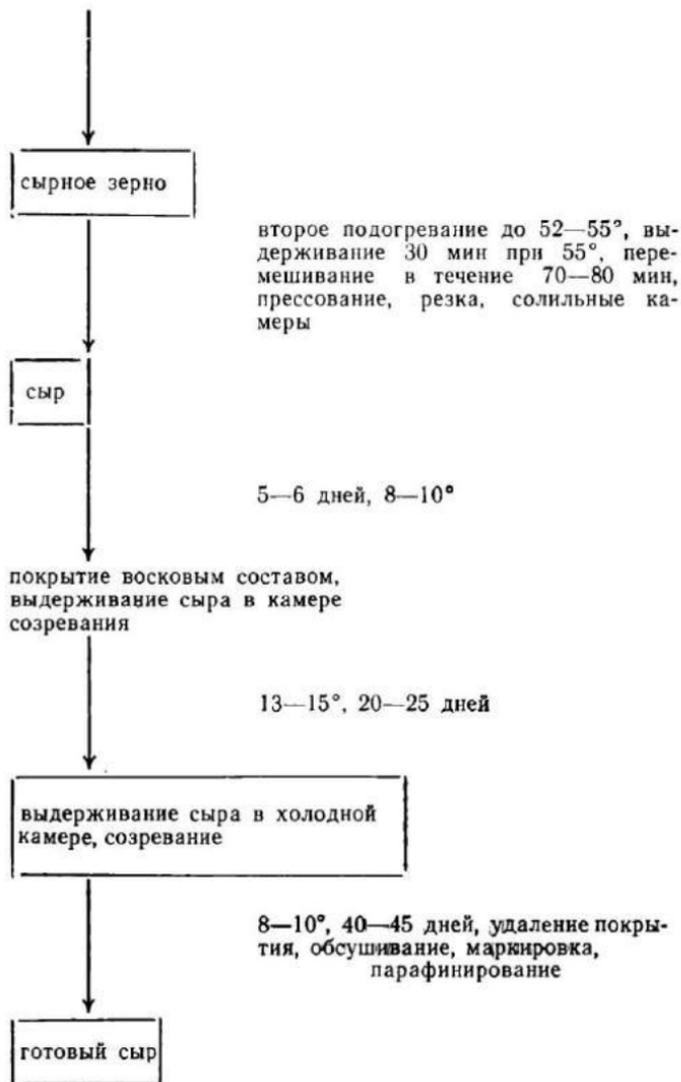 сырное зерно
второе подогревание до 52—55°, вы-
держивание 30 мин при 55°, пере-
мешивание в течение 70—80 мин,
прессование, резка, солильные ка-
меры
сыр
5—6 дней, 8—10°
покрытие восковым составом,
выдерживание сыра в камере
созревания
13—15°, 20—25 дней
выдерживание сыра в холодной
камере, созревание
8—10°, 40—45 дней, удаление покры-
тия, обсушивание, маркировка,
парафинирование
готовый сыр